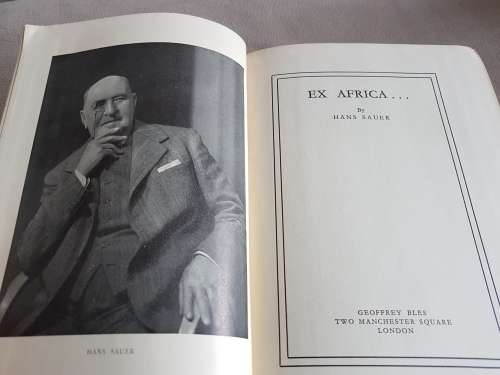 HANS SAUER
EX AFRICA...
By
HANS SAUER
GEOFFREY BLES
TWO MANCHESTER SQUARE
LONDON